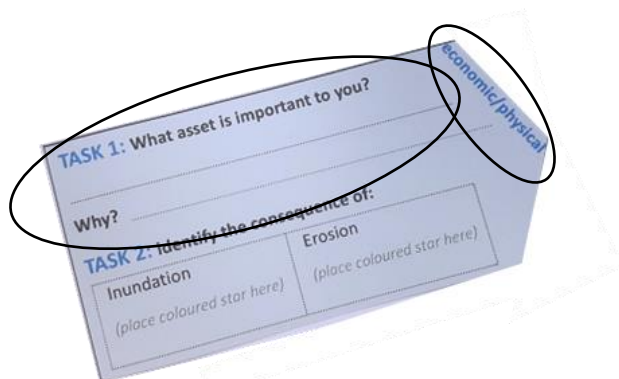 economic/physical
TASK 1: What asset is important to you?
Why?
TASK 2: Identify the consequence of:
Inundation
(place coloured star here)
Erosion
(place coloured star here)